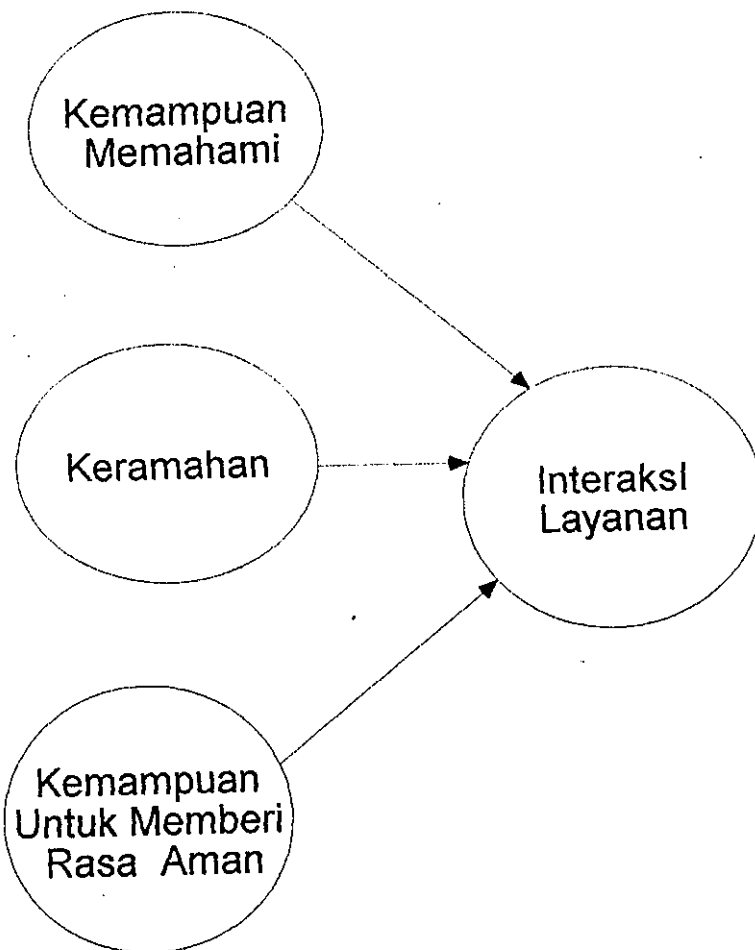 Kemampuan
Memahami
Keramahan
Interaksi
Layanan
Kemampuan
Untuk Memberi
Rasa Aman